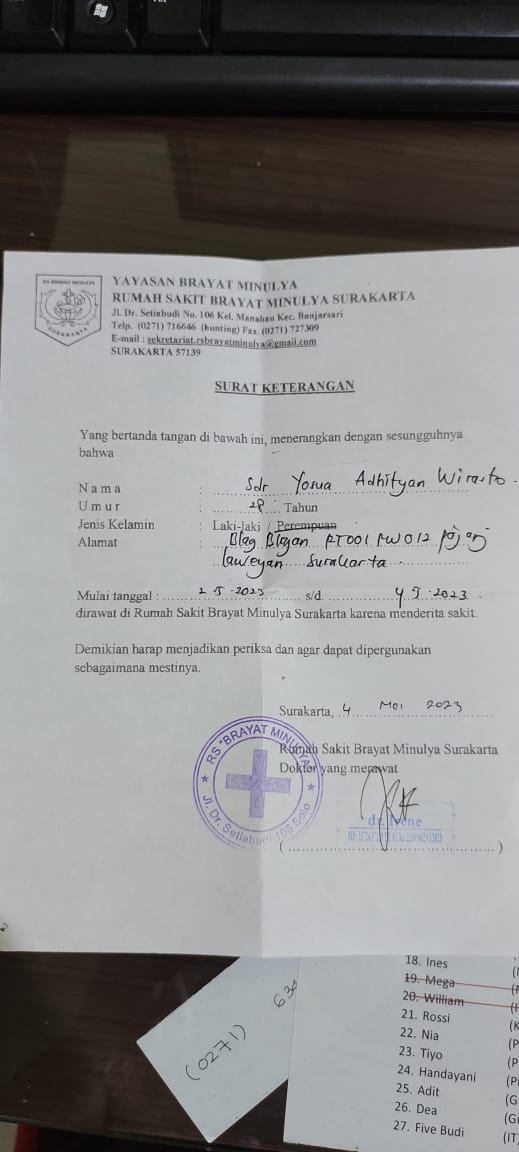 RS BRAYAT MINULYA
SURAKARTA
YAYASAN BRAYAT MINULYA
RUMAH SAKIT BRAYAT MINULYA SURAKARTA
Jl. Dr. Setiabudi No. 106 Kel. Manahan Kec. Banjarsari
Telp. (0271) 716646 (hunting) Fax. (0271) 727309
E-mail : sekretariat.rsbrayatminulya@gmail.com
SURAKARTA 57139
SURAT KETERANGAN
Yang bertanda tangan di bawah ini, menerangkan dengan sesungguhnya
bahwa
Nama : Sdr Yosua Adhityan Wirasto.
Umur : 28 Tahun
Jenis Kelamin : Laki-laki / Perempuan
Alamat : RT001 RW012 Pajang
laweyan Surakarta
Mulai tanggal : 2-5-2023 s/d. 4 5-2023.
dirawat di Rumah Sakit Brayat Minulya Surakarta karena menderita sakit.
Demikian harap menjadikan periksa dan agar dapat dipergunakan
sebagaimana mestinya.
Surakarta, 4 Mei 2023
Rumah Sakit Brayat Minulya Surakarta
Dokter yang merawat
RS "BRAYAT MINULYA"
Jl. Dr. Setiabudi 106 Solo
dr.
(0271) 630
18. Ines
19. Mega
20. William
21. Rossi
22. Nia (P
23. Tiyo (P
24. Handayani (Pi
25. Adit (G
26. Dea
27. Five Budi (IT,